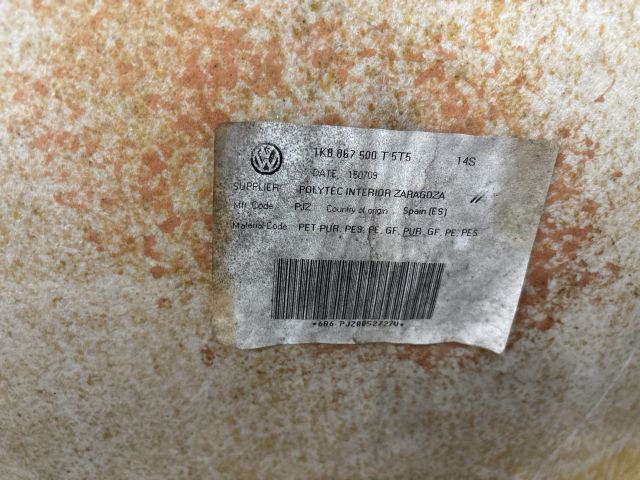 1K8 867 500 T 5T5 14S
DATE 150709
SUPPLIER POLYTEC INTERIOR ZARAGOZA //
Mfr. Code PJZ Country of origin Spain (ES)
Material Code PET PUR, PES, PE, GF, PUR, GF, PE, PES